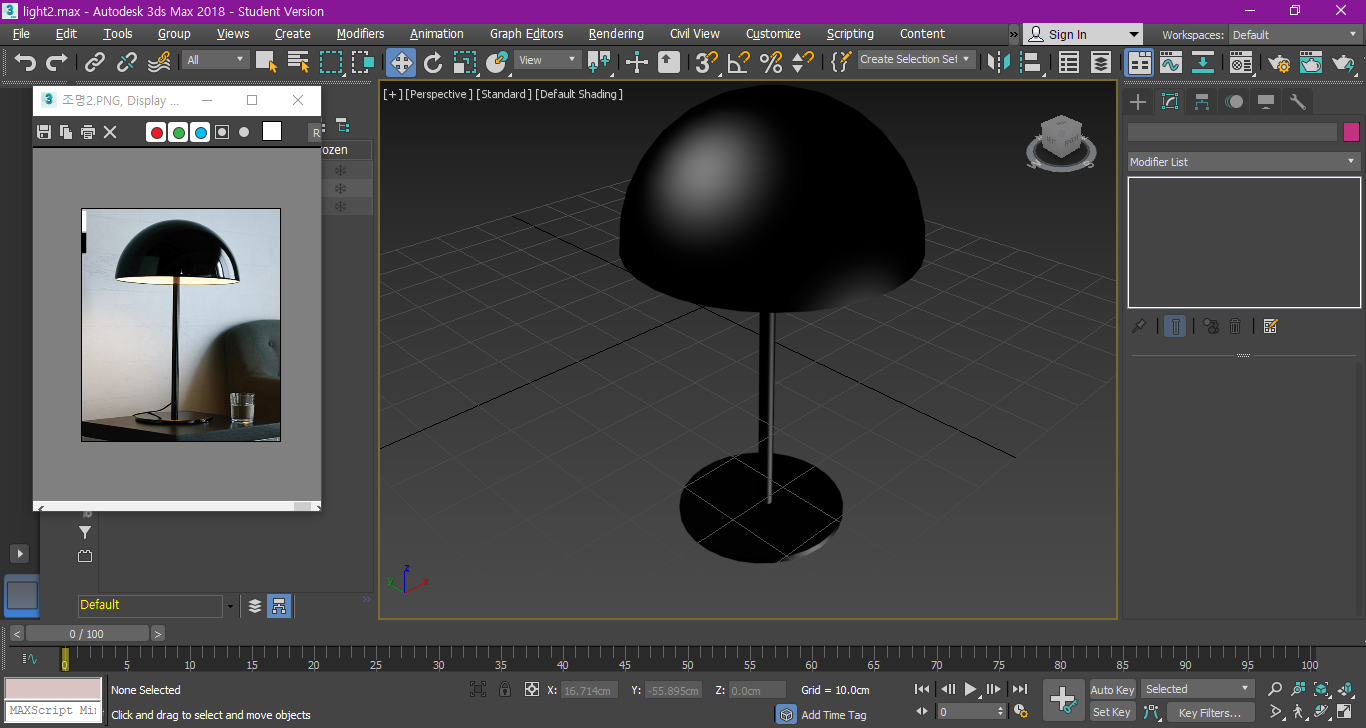 light2.max - Autodesk 3ds Max 2018 - Student Version
File Edit Tools Group Views Create Modifiers Animation Graph Editors Rendering Civil View Customize Scripting Content » Sign In Workspaces: Default
All View Create Selection Set
조명2.PNG, Display ...
R
ozen
[+] [Perspective ] [Standard ] [Default Shading ]
Modifier List
z
y x
Default
< 0 / 100 >
0 5 10 15 20 25 30 35 40 45 50 55 60 65 70 75 80 85 90 95 100
None Selected X: 16.714cm Y: -55.895cm Z: 0.0cm Grid = 10.0cm Auto Key Selected
MAXScript Min
Click and drag to select and move objects Add Time Tag 0 Set Key Key Filters...